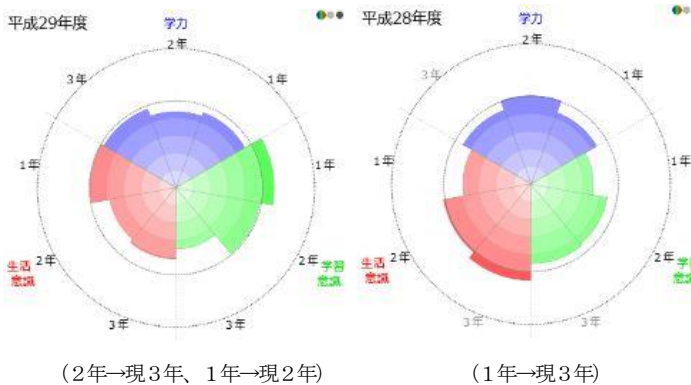 平成29年度
学力
2年
3年
1年
1年
1年
生活
意識
2年
2年
学習
意識
3年
3年
平成28年度
学力
2年
3年
1年
1年
1年
生活
意識
2年
2年
学習
意識
3年
3年
(2年→現3年、1年→現2年)
(1年→現3年)